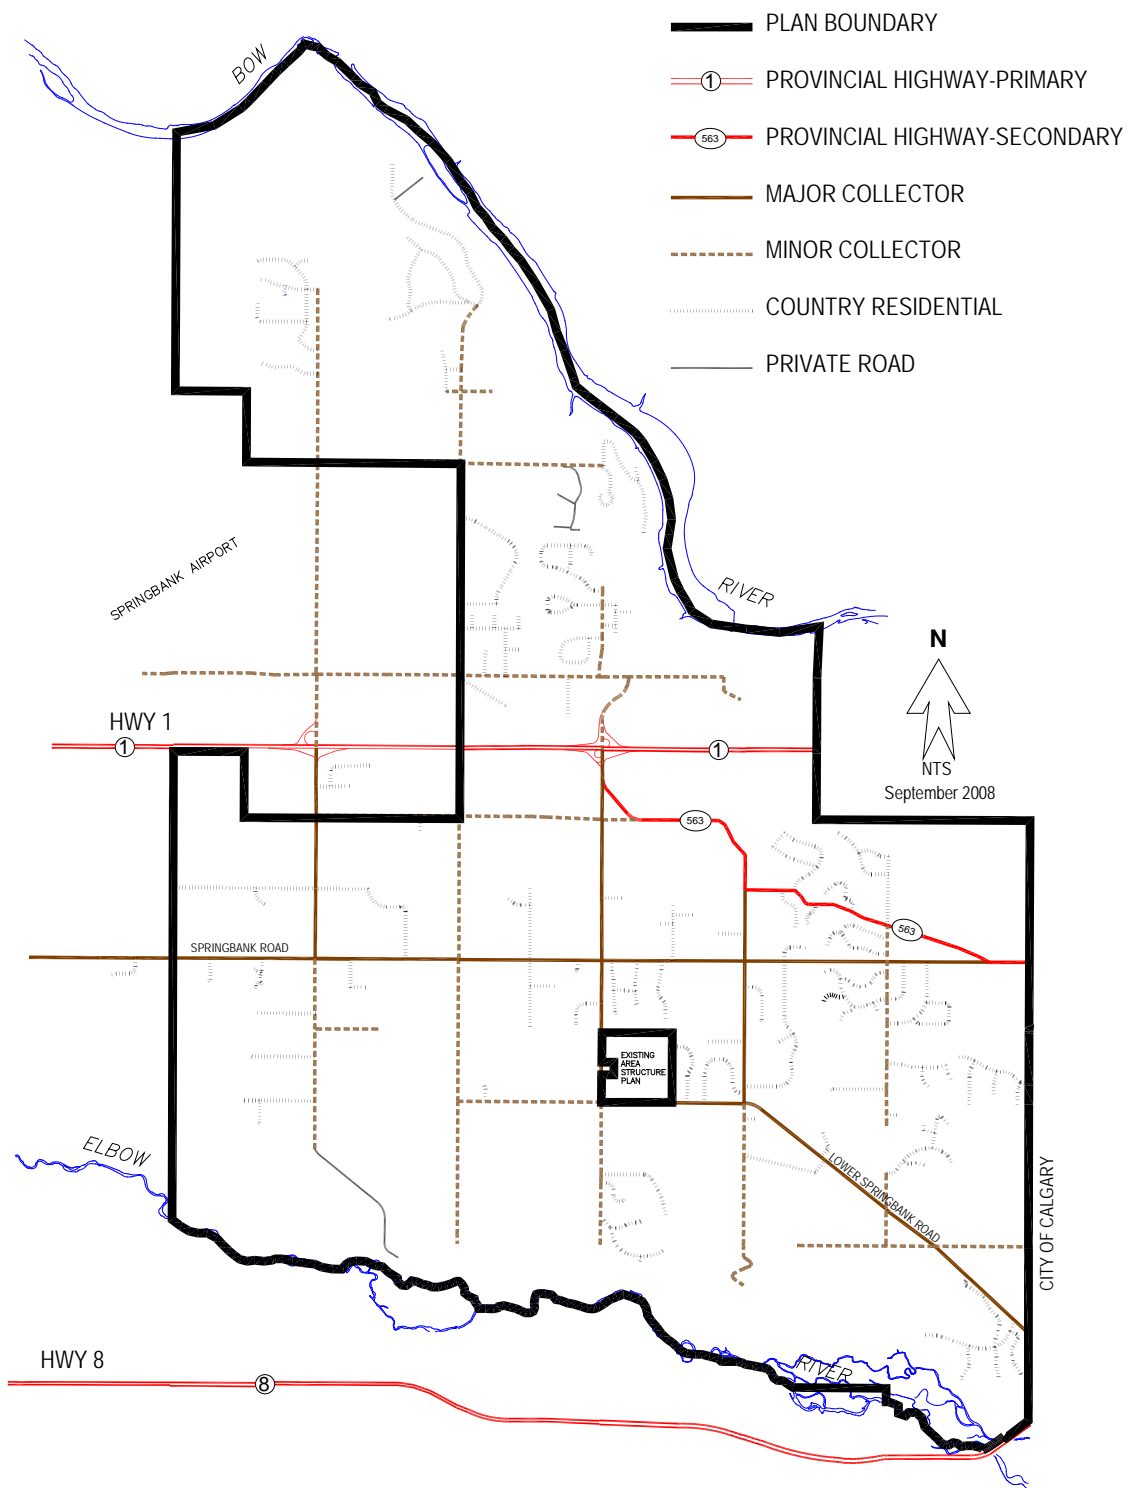 PLAN BOUNDARY
1 PROVINCIAL HIGHWAY-PRIMARY
563 PROVINCIAL HIGHWAY-SECONDARY
MAJOR COLLECTOR
MINOR COLLECTOR
COUNTRY RESIDENTIAL
PRIVATE ROAD
BOW
SPRINGBANK AIRPORT
RIVER
N
NTS
September 2008
HWY 1
1
1
563
563
SPRINGBANK ROAD
EXISTING
AREA
STRUCTURE
PLAN
ELBOW
LOWER SPRINGBANK ROAD
CITY OF CALGARY
RIVER
HWY 8
8